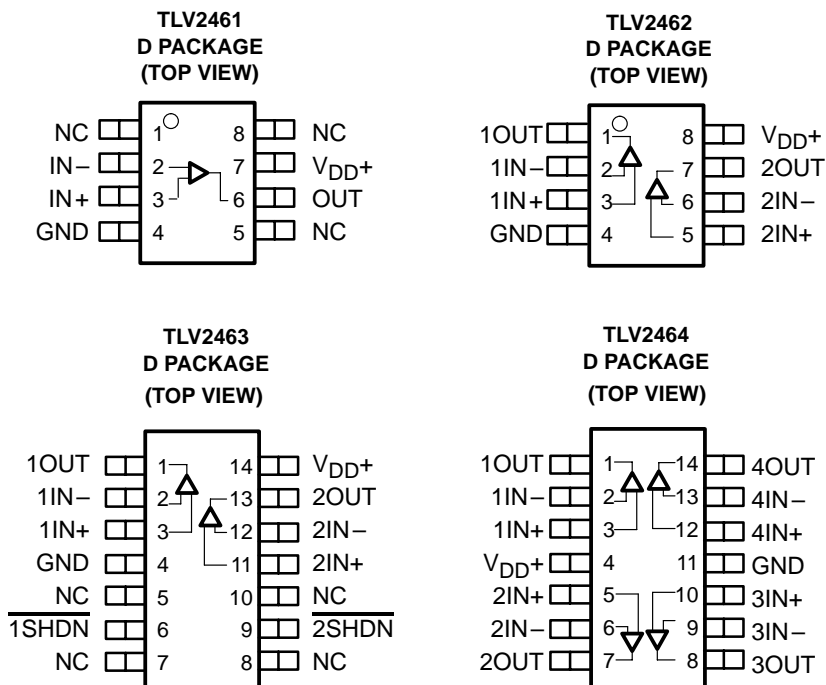 TLV2461
D PACKAGE
(TOP VIEW)
NC 1 8 NC
IN− 2 7 VDD+
IN+ 3 6 OUT
GND 4 5 NC
TLV2462
D PACKAGE
(TOP VIEW)
1OUT 1 8 VDD+
1IN− 2 7 2OUT
1IN+ 3 6 2IN−
GND 4 5 2IN+
TLV2463
D PACKAGE
(TOP VIEW)
1OUT 1 14 VDD+
1IN− 2 13 2OUT
1IN+ 3 12 2IN−
GND 4 11 2IN+
NC 5 10 NC
1SHDN 6 9 2SHDN
NC 7 8 NC
TLV2464
D PACKAGE
(TOP VIEW)
1OUT 1 14 4OUT
1IN− 2 13 4IN−
1IN+ 3 12 4IN+
VDD+ 4 11 GND
2IN+ 5 10 3IN+
2IN− 6 9 3IN−
2OUT 7 8 3OUT